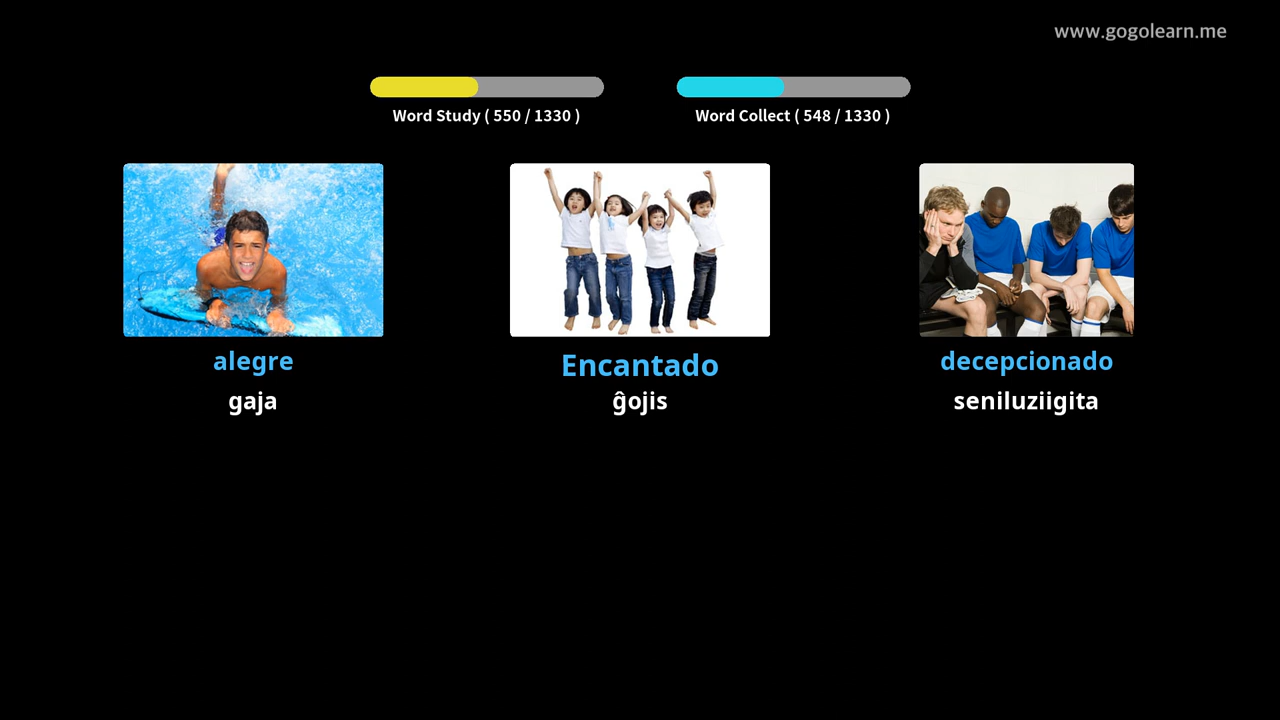 www.gogolearn.me
Word Study ( 550 / 1330 )
Word Collect ( 548 / 1330 )
alegre
Encantado
decepcionado
gaja
ĝojis
seniluziigita